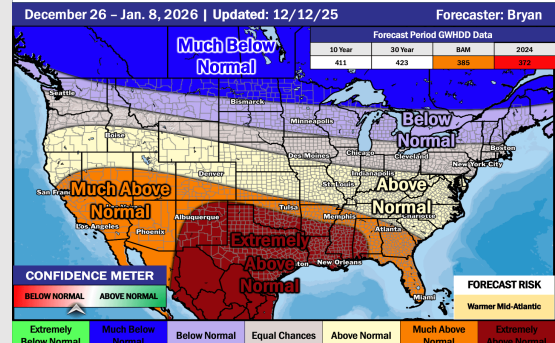 December 26 – Jan. 8, 2026 | Updated: 12/12/25
Forecaster: Bryan
Forecast Period GWHDD Data
10 Year 30 Year BAM 2024
411 423 385 372
Much Below
Normal
Seattle
Bismarck
Minneapolis
Below
Normal
Boise
Boston
Des Moines
Chicago
Cleveland
New York City
Denver
Indianapolis
St. Louis
San Fran
Much Above
Normal
Above
Normal
Charlotte
Tulsa
Memphis
Albuquerque
Atlanta
Los Angeles
Phoenix
Extremely
Above
Normal
ton
New Orleans
Miami
CONFIDENCE METER
BELOW NORMAL ABOVE NORMAL
FORECAST RISK
Warmer Mid-Atlantic
Extremely
Below Normal
Much Below
Normal
Below Normal
Equal Chances
Above Normal
Much Above
Normal
Extremely
Above Normal